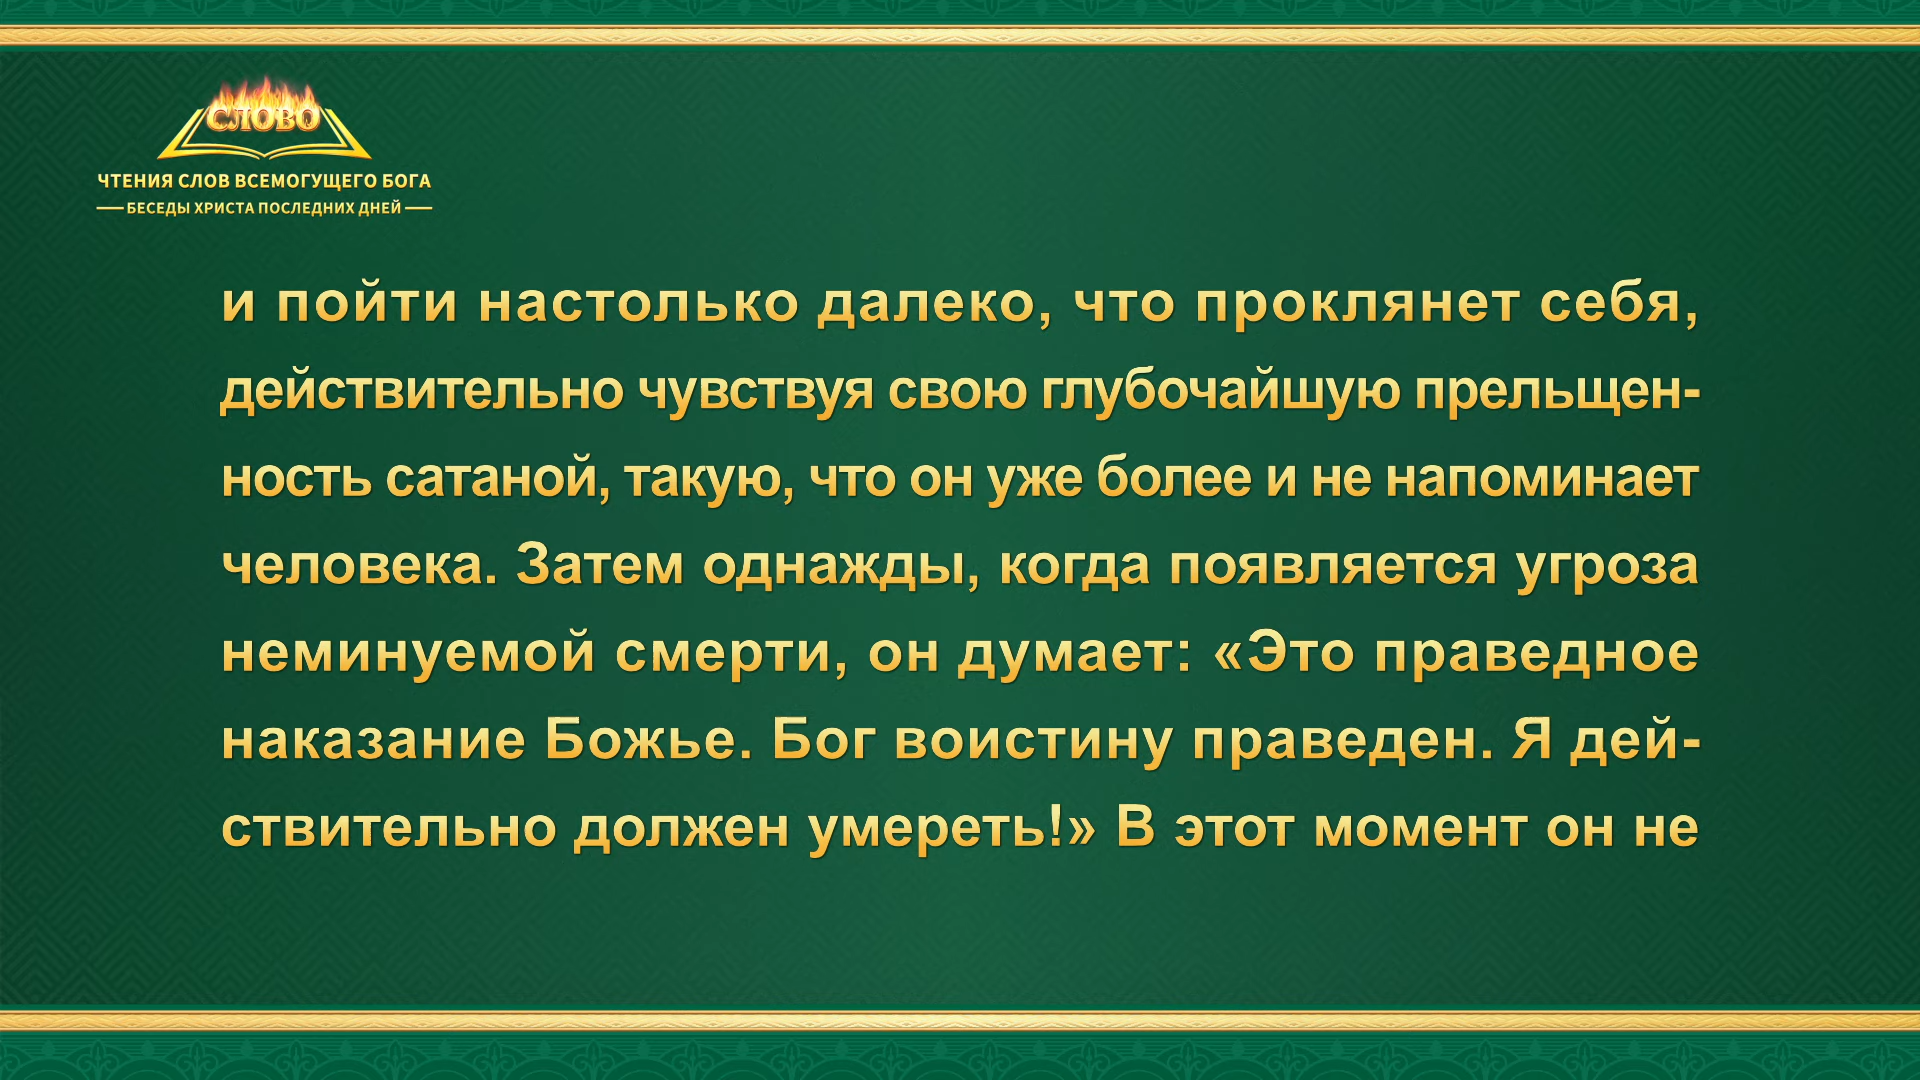 СЛОВО
ЧТЕНИЯ СЛОВ ВСЕМОГУЩЕГО БОГА
БЕСЕДЫ ХРИСТА ПОСЛЕДНИХ ДНЕЙ
и пойти настолько далеко, что проклянет себя,
действительно чувствуя свою глубочайшую прельщен-
ность сатаной, такую, что он уже более и не напоминает
человека. Затем однажды, когда появляется угроза
неминуемой смерти, он думает: «Это праведное
наказание Божье. Бог воистину праведен. Я дей-
ствительно должен умереть!» В этот момент он не